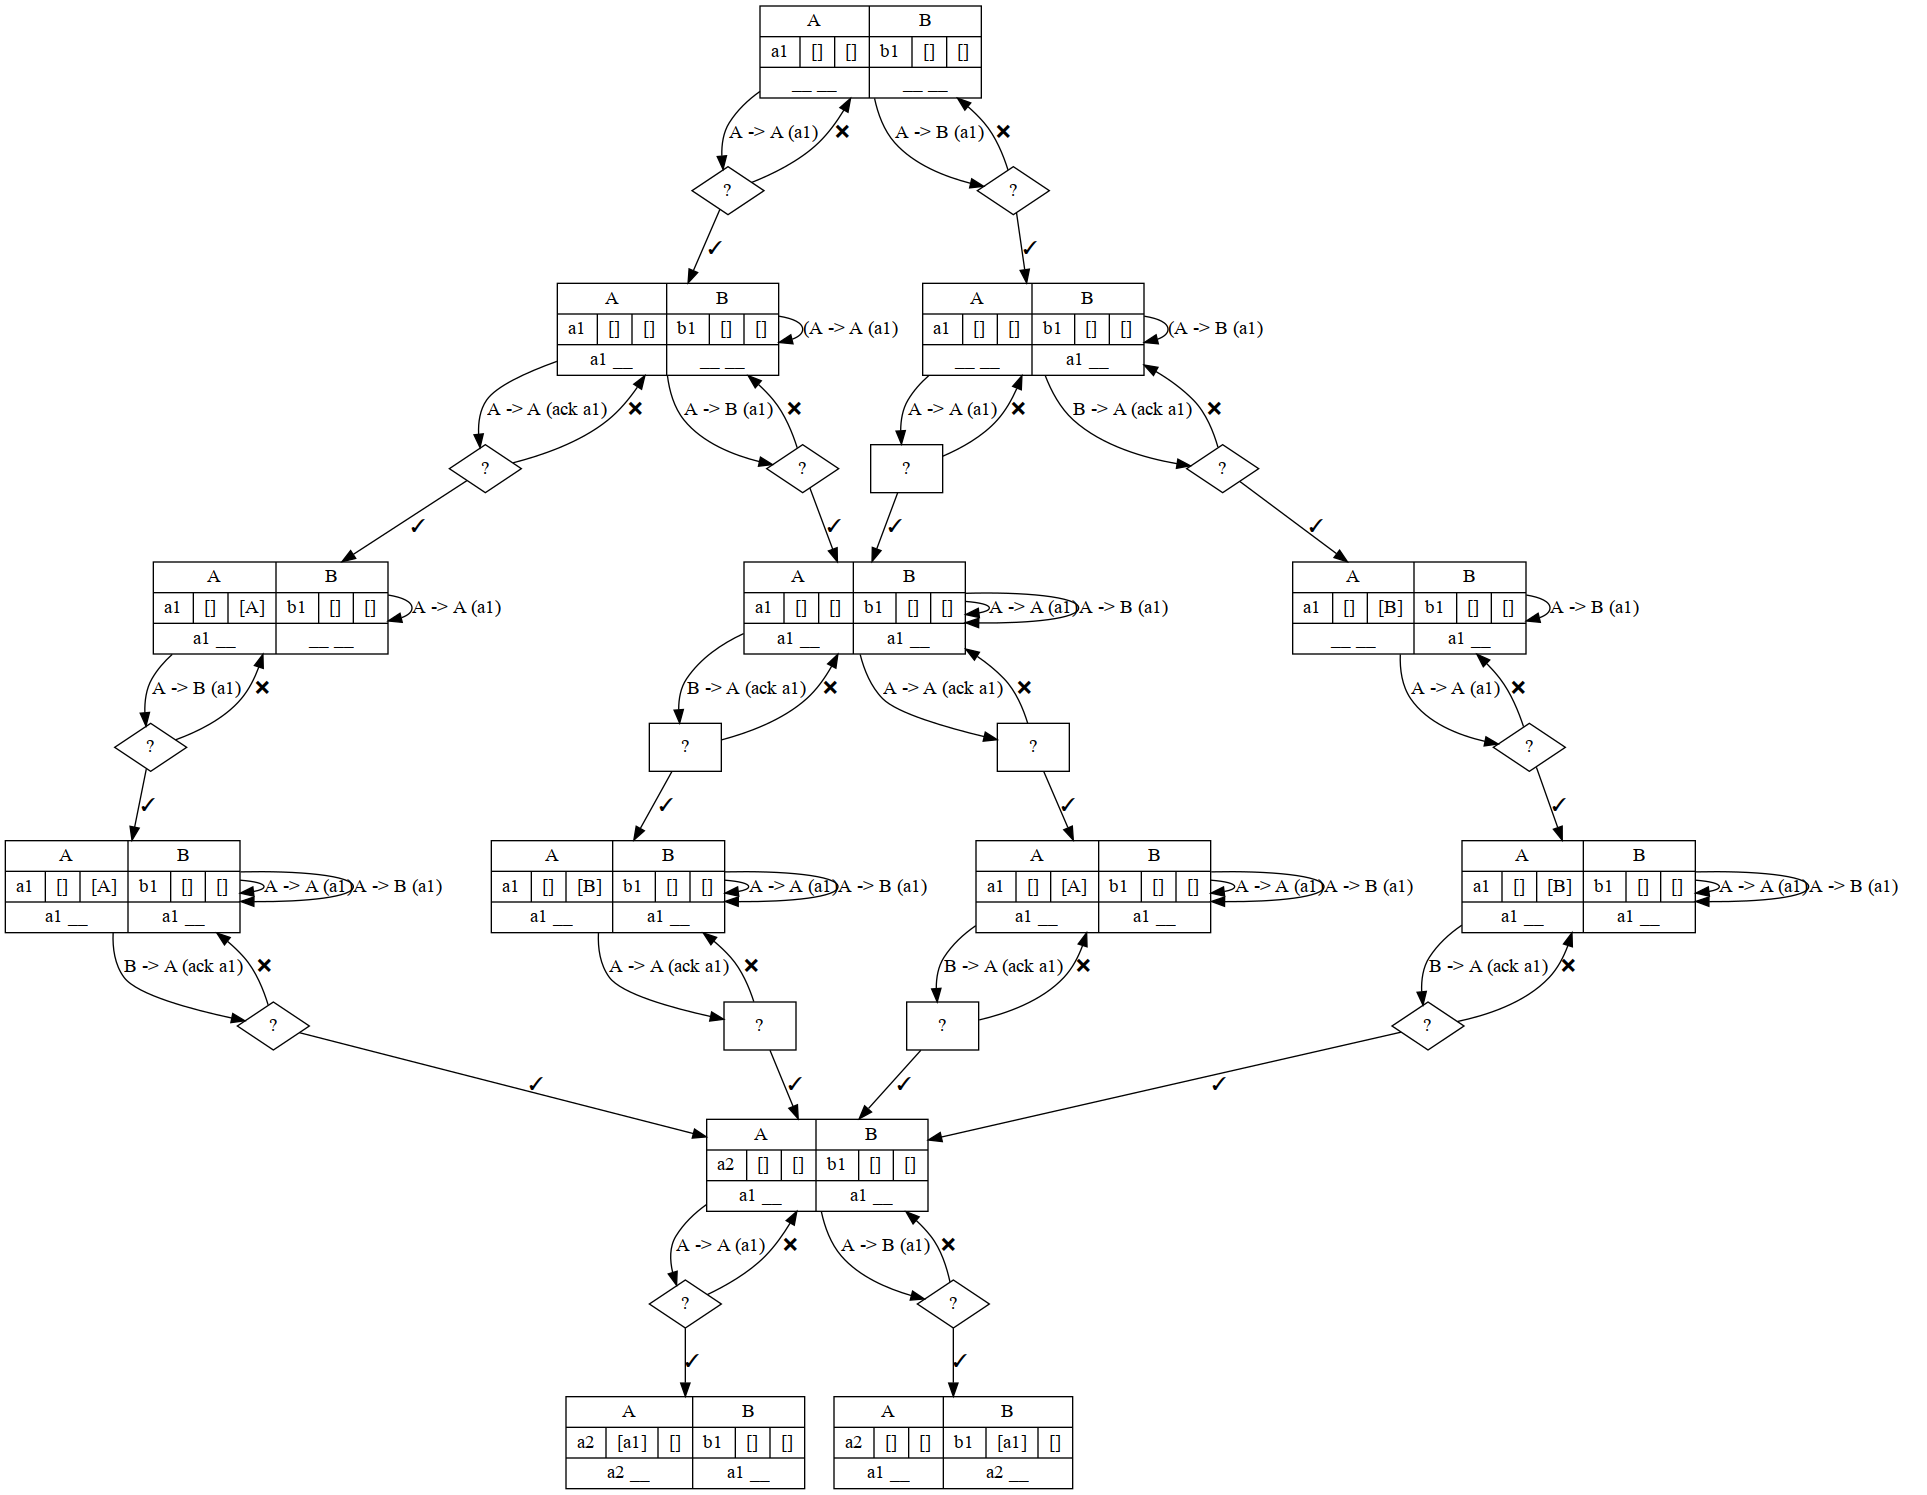 A B
a1 [] [] b1 [] []
__ __ __ __
A -> A (a1) ✗ A -> B (a1) ✗
? ?
✓ ✓
A B A B
a1 [] [] b1 [] [] (A -> A (a1) a1 [] [] b1 [] [] (A -> B (a1)
a1 __ __ __ __ __ a1 __
A -> A (ack a1) ✗ A -> B (a1) ✗ A -> A (a1) ✗ B -> A (ack a1) ✗
? ? ? ?
✓ ✓ ✓ ✓
A B A B A B
a1 [] [A] b1 [] [] A -> A (a1) a1 [] [] b1 [] [] A -> A (a1) A -> B (a1) a1 [] [B] b1 [] [] A -> B (a1)
a1 __ __ __ a1 __ a1 __ __ __ a1 __
A -> B (a1) ✗ B -> A (ack a1) ✗ A -> A (ack a1) ✗ A -> A (a1) ✗
? ? ? ?
✓ ✓ ✓ ✓
A B A B A B A B
a1 [] [A] b1 [] [] A -> A (a1) A -> B (a1) a1 [] [B] b1 [] [] A -> A (a1) A -> B (a1) a1 [] [A] b1 [] [] A -> A (a1) A -> B (a1) a1 [] [B] b1 [] [] A -> A (a1) A -> B (a1)
a1 __ a1 __ a1 __ a1 __ a1 __ a1 __ a1 __ a1 __
B -> A (ack a1) ✗ A -> A (ack a1) ✗ B -> A (ack a1) ✗ B -> A (ack a1) ✗
? ? ? ?
✓ ✓ ✓ ✓
A B
a2 [] [] b1 [] []
a1 __ a1 __
A -> A (a1) ✗ A -> B (a1) ✗
? ?
✓ ✓
A B A B
a2 [a1] [] b1 [] [] a2 [] [] b1 [a1] []
a2 __ a1 __ a1 __ a2 __